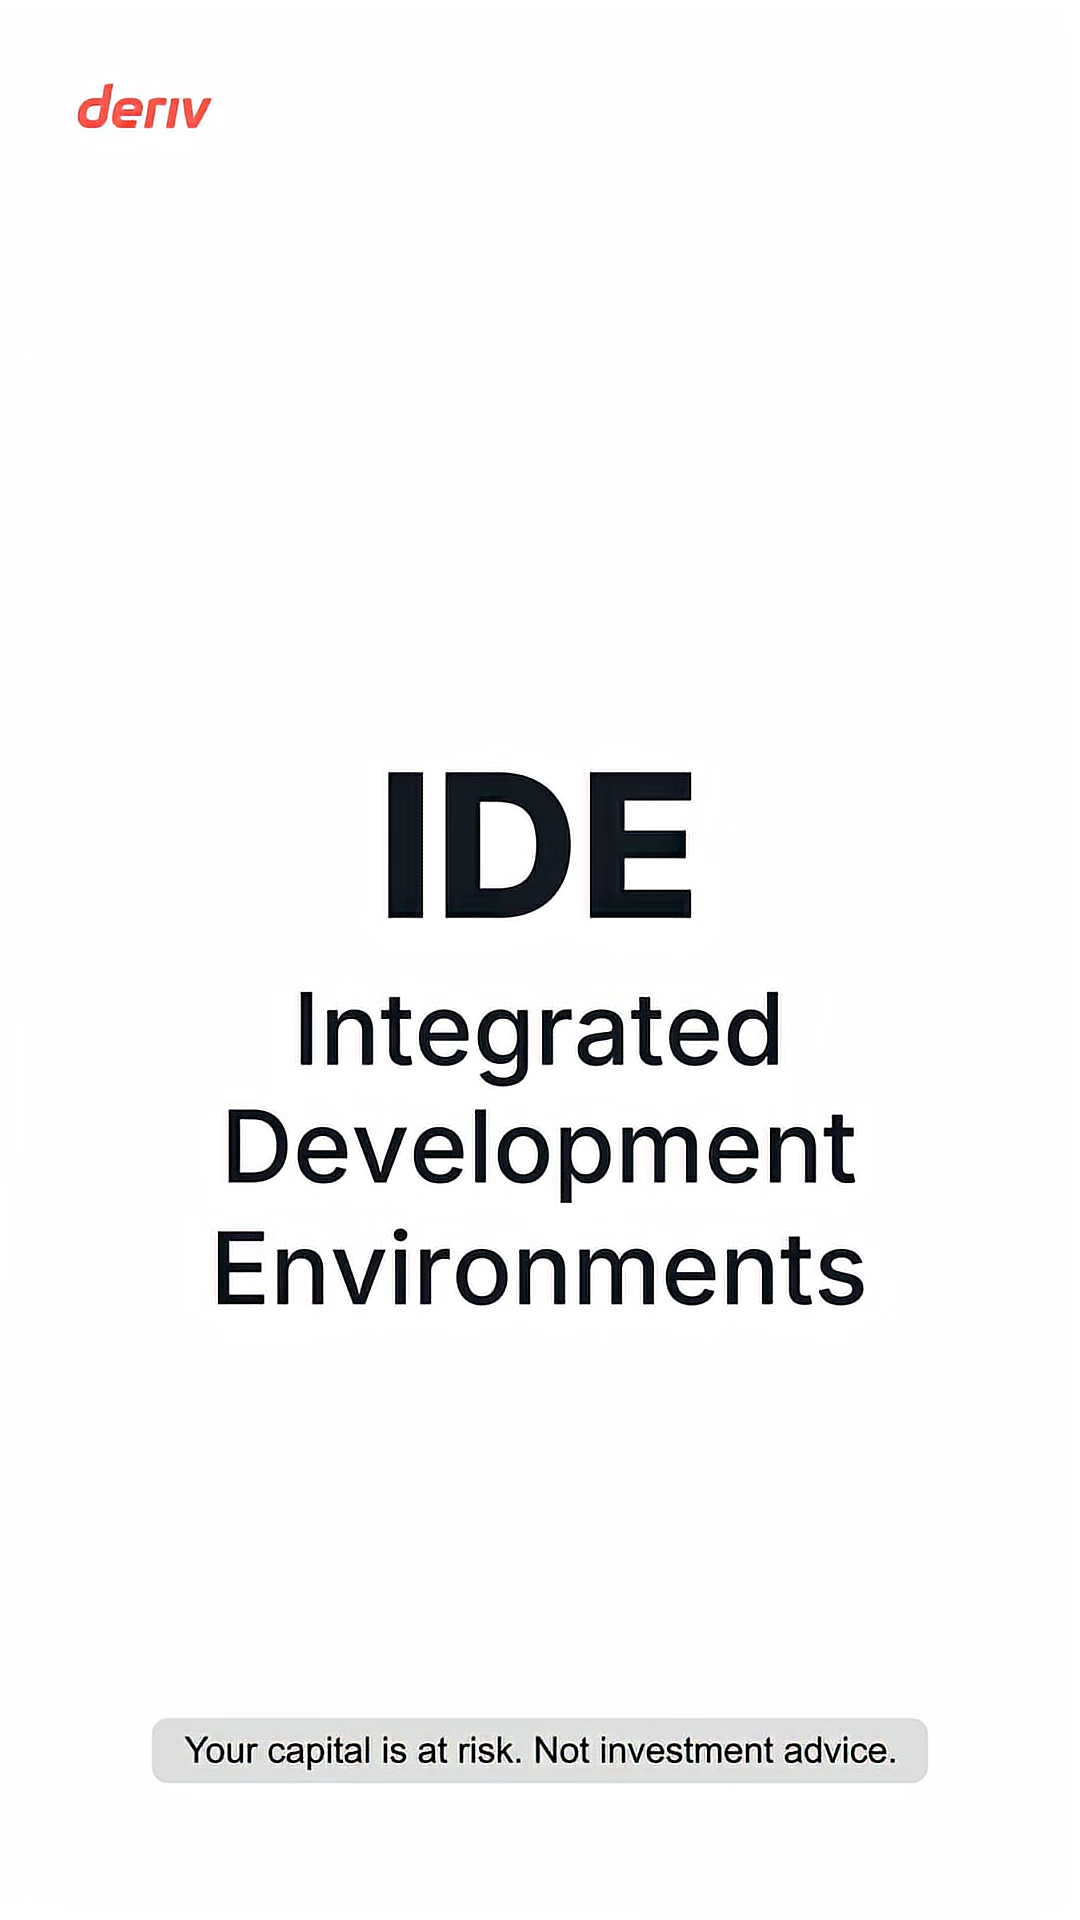 deriv
IDE
Integrated
Development
Environments
Your capital is at risk. Not investment advice.